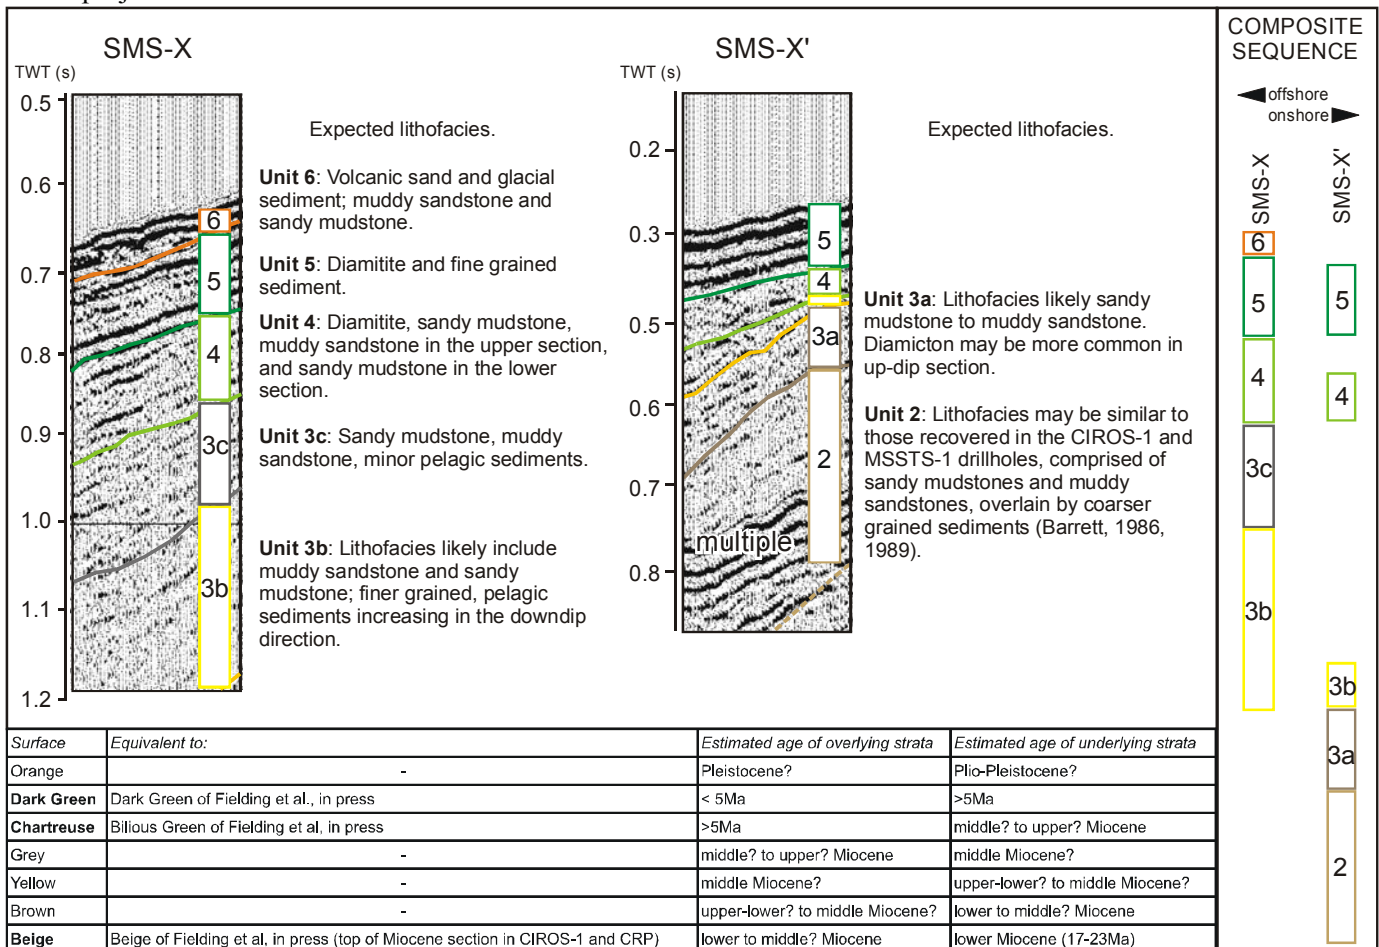 SMS-X
TWT (s)
0.5
0.6
0.7
0.8
0.9
1.0
1.1
1.2
6
5
4
3c
3b
Expected lithofacies.
Unit 6: Volcanic sand and glacial
sediment; muddy sandstone and
sandy mudstone.
Unit 5: Diamitite and fine grained
sediment.
Unit 4: Diamitite, sandy mudstone,
muddy sandstone in the upper section,
and sandy mudstone in the lower
section.
Unit 3c: Sandy mudstone, muddy
sandstone, minor pelagic sediments.
Unit 3b: Lithofacies likely include
muddy sandstone and sandy
mudstone; finer grained, pelagic
sediments increasing in the downdip
direction.
SMS-X'
TWT (s)
0.2
0.3
0.5
0.6
0.7
0.8
5
4
3a
2
multiple
Expected lithofacies.
Unit 3a: Lithofacies likely sandy
mudstone to muddy sandstone.
Diamicton may be more common in
up-dip section.
Unit 2: Lithofacies may be similar to
those recovered in the CIROS-1 and
MSSTS-1 drillholes, comprised of
sandy mudstones and muddy
sandstones, overlain by coarser
grained sediments (Barrett, 1986,
1989).
COMPOSITE
SEQUENCE
offshore
onshore
SMS-X
SMS-X'
6
5
4
3c
3b
5
4
3b
3a
2
Surface Equivalent to: Estimated age of overlying strata Estimated age of underlying strata
Orange - Pleistocene? Plio-Pleistocene?
Dark Green Dark Green of Fielding et al., in press < 5Ma >5Ma
Chartreuse Bilious Green of Fielding et al, in press >5Ma middle? to upper? Miocene
Grey - middle? to upper? Miocene middle Miocene?
Yellow - middle Miocene? upper-lower? to middle Miocene?
Brown - upper-lower? to middle Miocene? lower to middle? Miocene
Beige Beige of Fielding et al, in press (top of Miocene section in CIROS-1 and CRP) lower to middle? Miocene lower Miocene (17-23Ma)